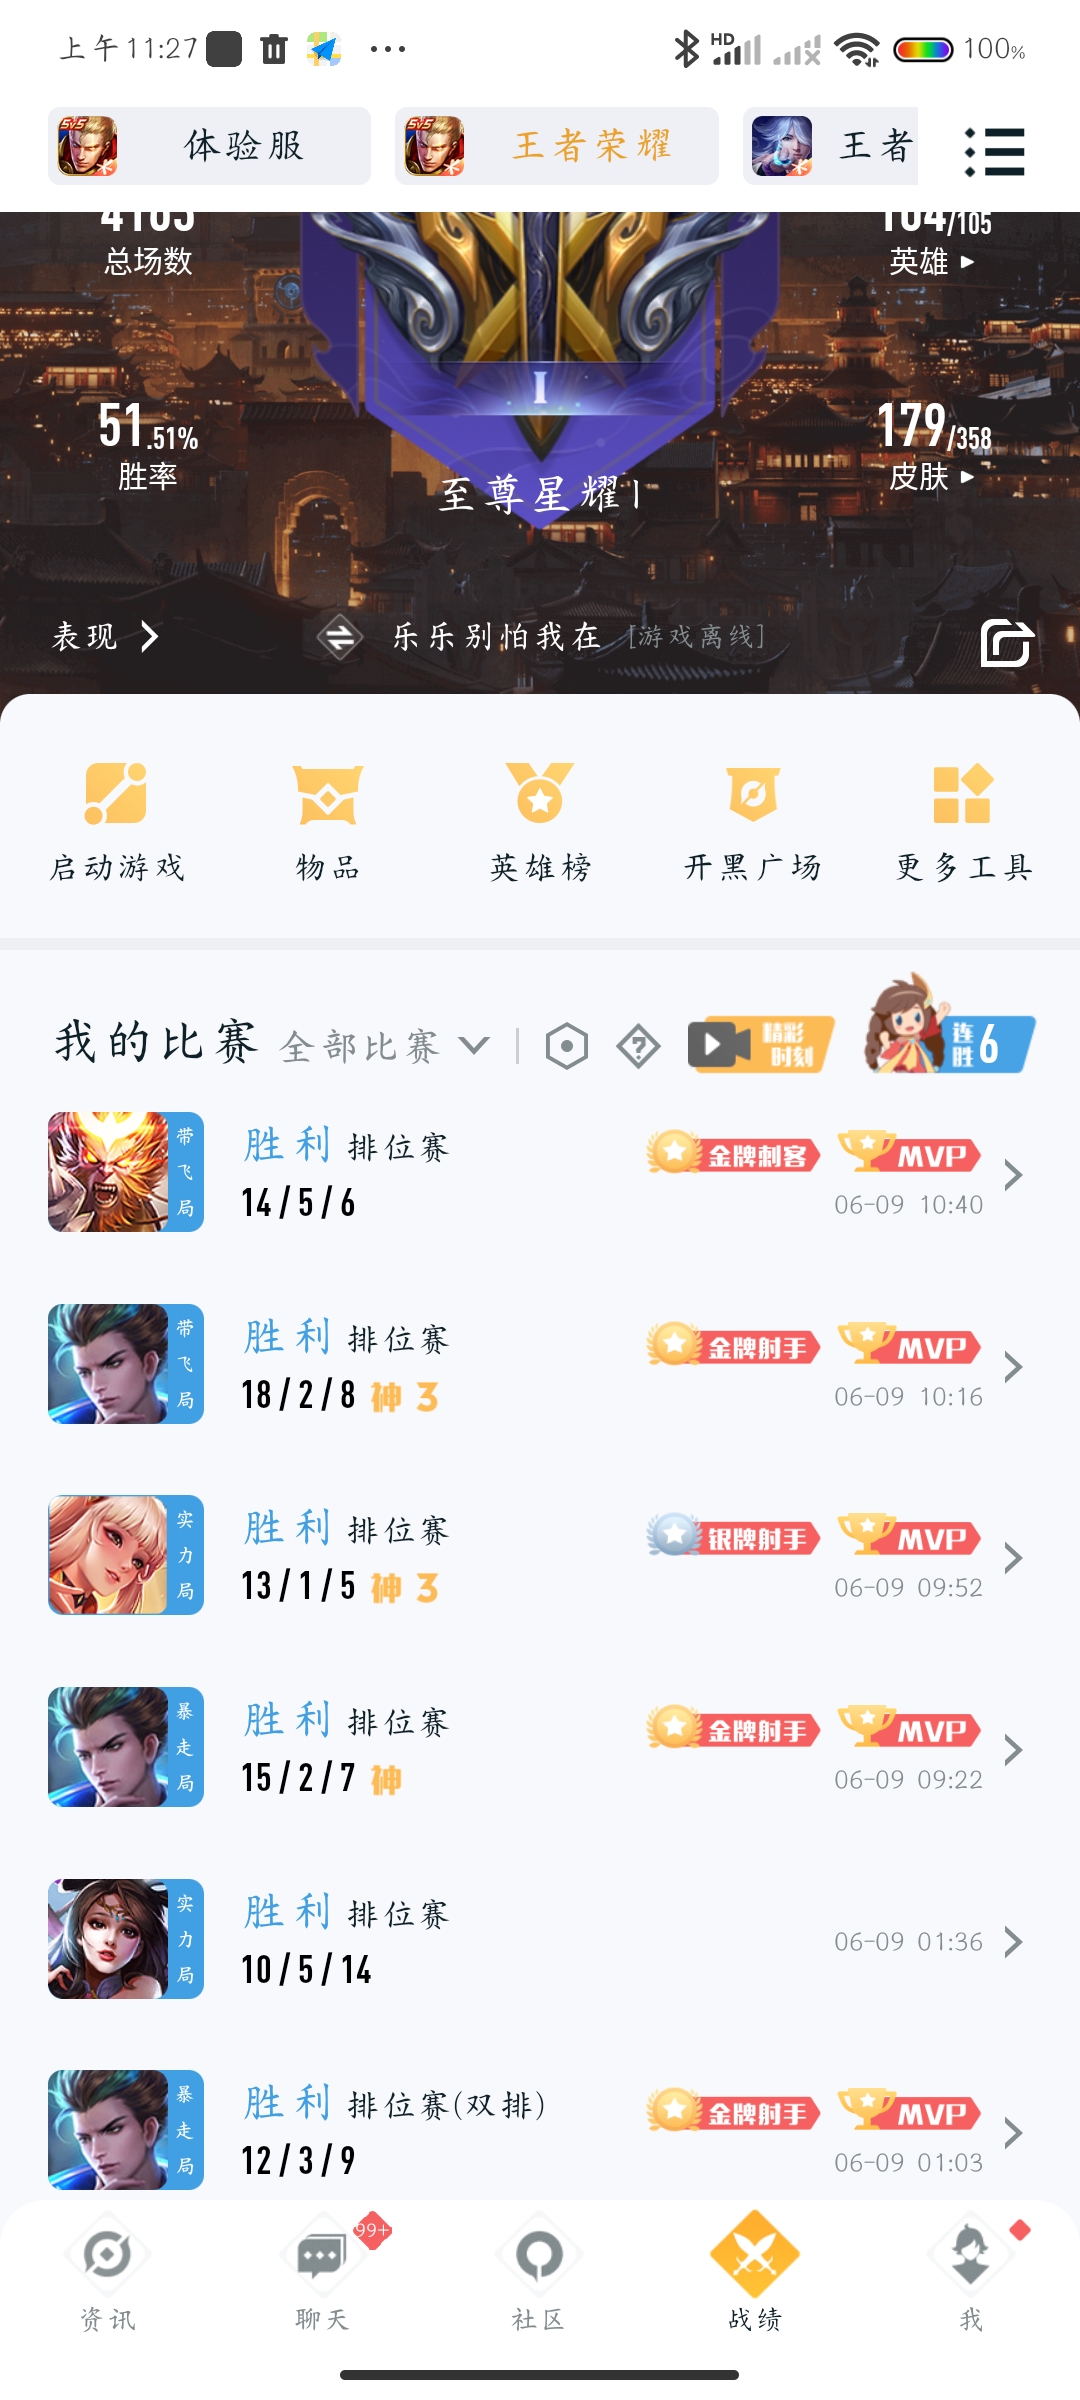 上午11:27 ... HD 100%
体验服 王者荣耀 王者
4165 104/105
总场数 英雄
I
51.51% 179/358
胜率 皮肤
至尊星耀I
表现 乐乐别怕我在 [游戏离线]
启动游戏 物品 英雄榜 开黑广场 更多工具
我的比赛 全部比赛 精彩时刻 连胜6
带飞局 胜利 排位赛 金牌刺客 MVP
14/5/6 06-09 10:40
带飞局 胜利 排位赛 金牌射手 MVP
18/2/8 神 3 06-09 10:16
实力局 胜利 排位赛 银牌射手 MVP
13/1/5 神 3 06-09 09:52
暴走局 胜利 排位赛 金牌射手 MVP
15/2/7 神 06-09 09:22
实力局 胜利 排位赛 06-09 01:36
10/5/14
暴走局 胜利 排位赛(双排) 金牌射手 MVP
12/3/9 06-09 01:03
99+
资讯 聊天 社区 战绩 我